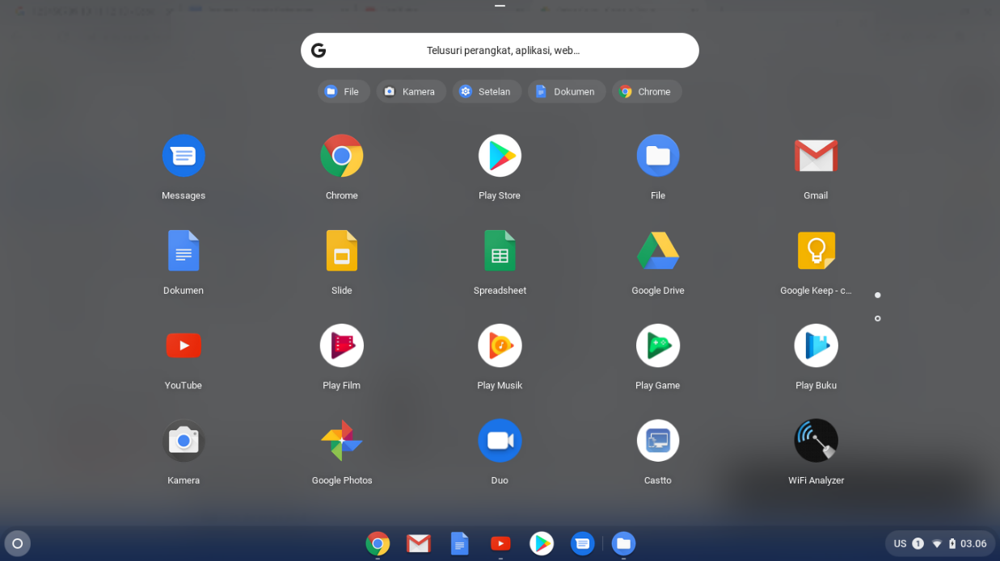 Telusuri perangkat, aplikasi, web...
File Kamera Setelan Dokumen Chrome
Messages Chrome Play Store File Gmail
Dokumen Slide Spreadsheet Google Drive Google Keep - c...
YouTube Play Film Play Musik Play Game Play Buku
Kamera Google Photos Duo Castto WiFi Analyzer
US 1 03.06